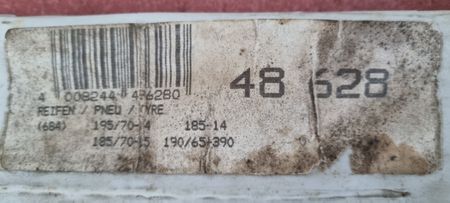 48 628
4 008244 486280
REIFEN / PNEU / TYRE
(684) 195/70-14 185-14
185/70-15 190/65-390